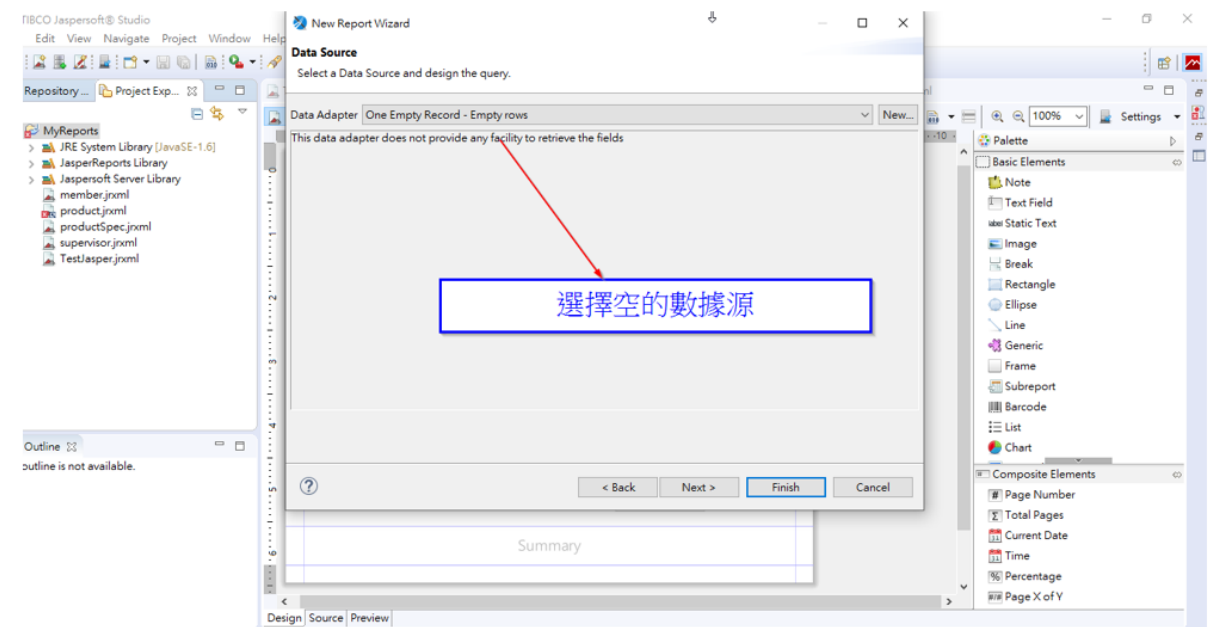 TIBCO Jaspersoft® Studio
Edit View Navigate Project Window Help
Repository ... Project Exp...
MyReports
JRE System Library [JavaSE-1.6]
JasperReports Library
Jaspersoft Server Library
member.jrxml
product.jrxml
productSpec.jrxml
supervisor.jrxml
TestJasper.jrxml
Outline
outline is not available.
New Report Wizard
Data Source
Select a Data Source and design the query.
Data Adapter One Empty Record - Empty rows New...
This data adapter does not provide any facility to retrieve the fields
選擇空的數據源
< Back Next > Finish Cancel
Summary
Design Source Preview
100% Settings
Palette
Basic Elements
Note
Text Field
label Static Text
Image
Break
Rectangle
Ellipse
Line
Generic
Frame
Subreport
Barcode
List
Chart
Composite Elements
# Page Number
Σ Total Pages
Current Date
Time
% Percentage
#/# Page X of Y